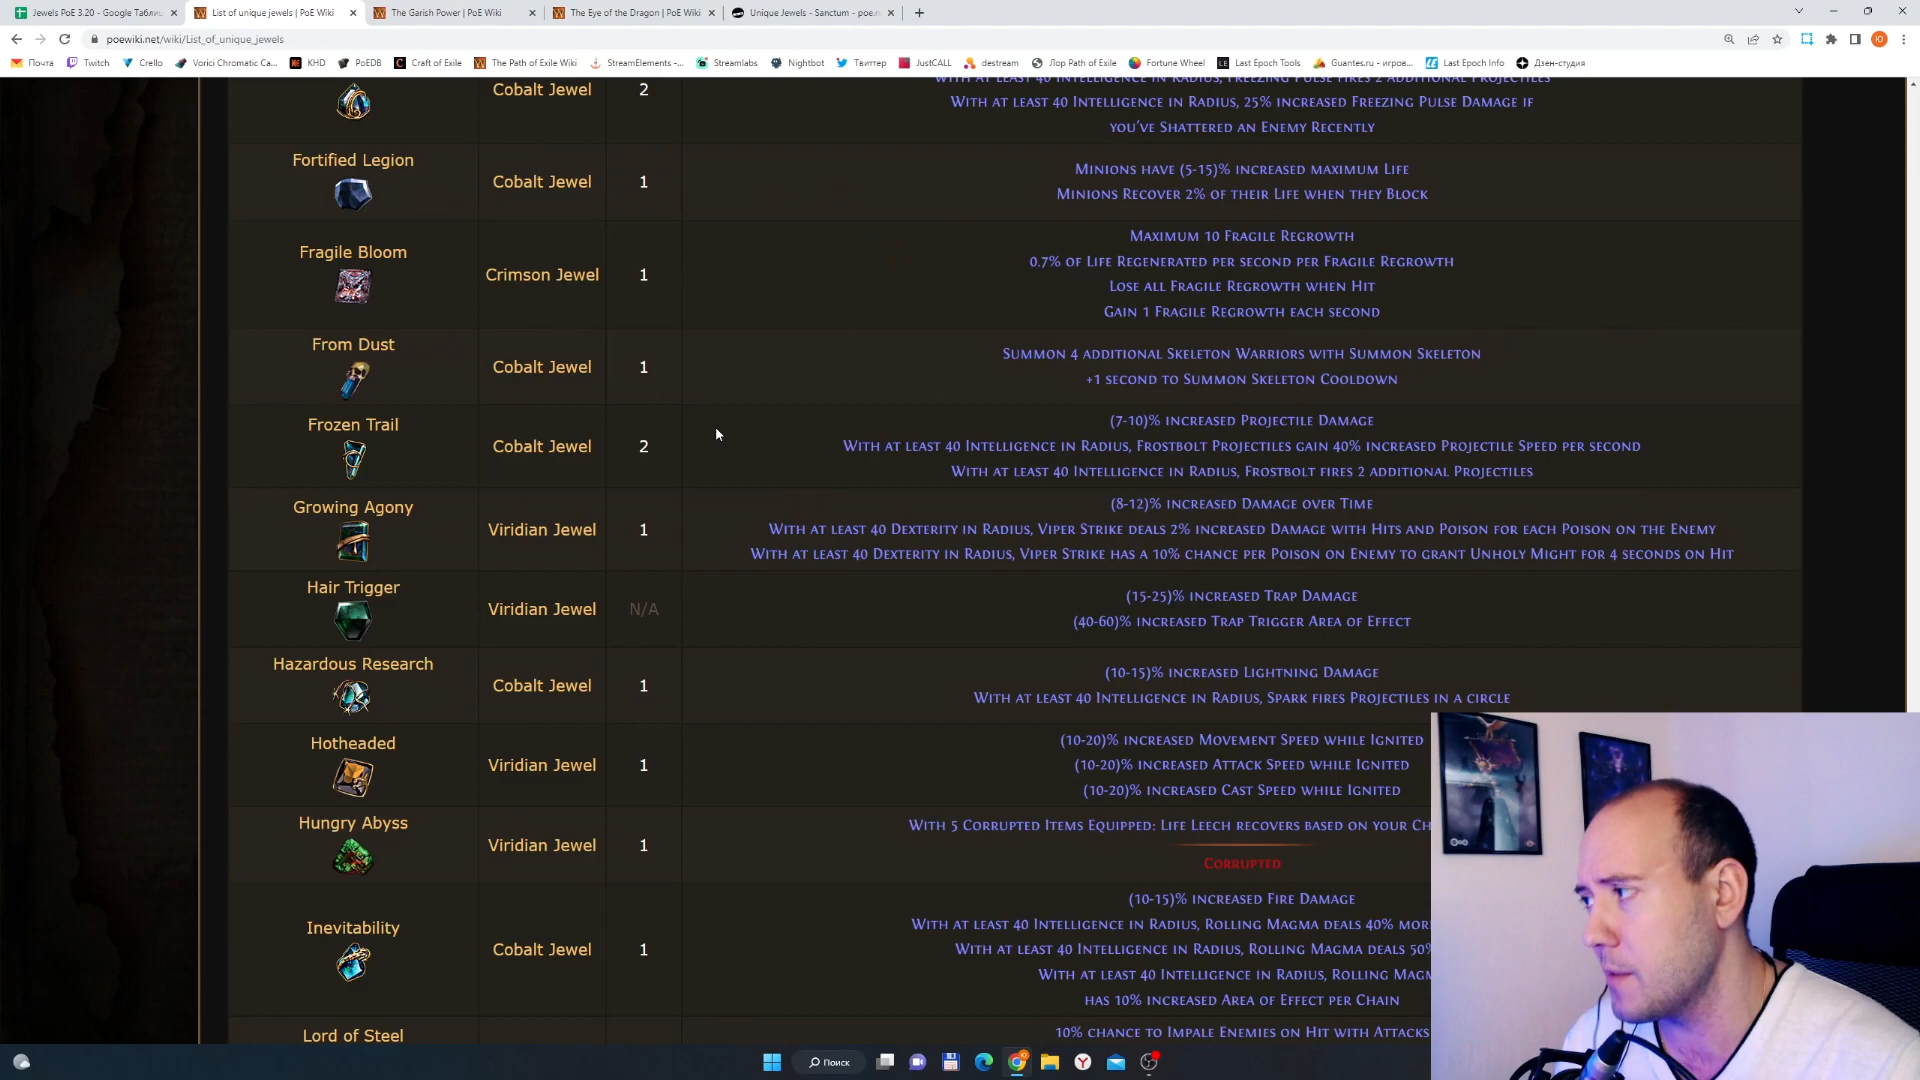 Jewels PoE 3.20 - Google Таблиц
List of unique jewels | PoE Wiki
The Garish Power | PoE Wiki
The Eye of the Dragon | PoE Wiki
Unique Jewels - Sanctum - poe.n
poewiki.net/wiki/List_of_unique_jewels
Почта
Twitch
Crello
Vorici Chromatic Ca...
KHD
PoEDB
Craft of Exile
The Path of Exile Wiki
StreamElements -...
Streamlabs
Nightbot
Твиттер
JustCALL
destream
Лор Path of Exile
Fortune Wheel
Last Epoch Tools
Guantes.ru - игров...
Last Epoch Info
Дзен-студия
With at least 40 Intelligence in Radius, Freezing Pulse fires 2 additional Projectiles
Cobalt Jewel
2
With at least 40 Intelligence in Radius, 25% increased Freezing Pulse Damage if
you've Shattered an Enemy Recently
Fortified Legion
Cobalt Jewel
1
Minions have (5-15)% increased maximum Life
Minions Recover 2% of their Life when they Block
Fragile Bloom
Crimson Jewel
1
Maximum 10 Fragile Regrowth
0.7% of Life Regenerated per second per Fragile Regrowth
Lose all Fragile Regrowth when Hit
Gain 1 Fragile Regrowth each second
From Dust
Cobalt Jewel
1
Summon 4 additional Skeleton Warriors with Summon Skeleton
+1 second to Summon Skeleton Cooldown
Frozen Trail
Cobalt Jewel
2
(7-10)% increased Projectile Damage
With at least 40 Intelligence in Radius, Frostbolt Projectiles gain 40% increased Projectile Speed per second
With at least 40 Intelligence in Radius, Frostbolt fires 2 additional Projectiles
Growing Agony
Viridian Jewel
1
(8-12)% increased Damage over Time
With at least 40 Dexterity in Radius, Viper Strike deals 2% increased Damage with Hits and Poison for each Poison on the Enemy
With at least 40 Dexterity in Radius, Viper Strike has a 10% chance per Poison on Enemy to grant Unholy Might for 4 seconds on Hit
Hair Trigger
Viridian Jewel
N/A
(15-25)% increased Trap Damage
(40-60)% increased Trap Trigger Area of Effect
Hazardous Research
Cobalt Jewel
1
(10-15)% increased Lightning Damage
With at least 40 Intelligence in Radius, Spark fires Projectiles in a circle
Hotheaded
Viridian Jewel
1
(10-20)% increased Movement Speed while Ignited
(10-20)% increased Attack Speed while Ignited
(10-20)% increased Cast Speed while Ignited
Hungry Abyss
Viridian Jewel
1
With 5 Corrupted Items Equipped: Life Leech recovers based on your Ch
Corrupted
Inevitability
Cobalt Jewel
1
(10-15)% increased Fire Damage
With at least 40 Intelligence in Radius, Rolling Magma deals 40% mor
With at least 40 Intelligence in Radius, Rolling Magma deals 50%
With at least 40 Intelligence in Radius, Rolling Magm
has 10% increased Area of Effect per Chain
Lord of Steel
10% chance to Impale Enemies on Hit with Attacks
Поиск